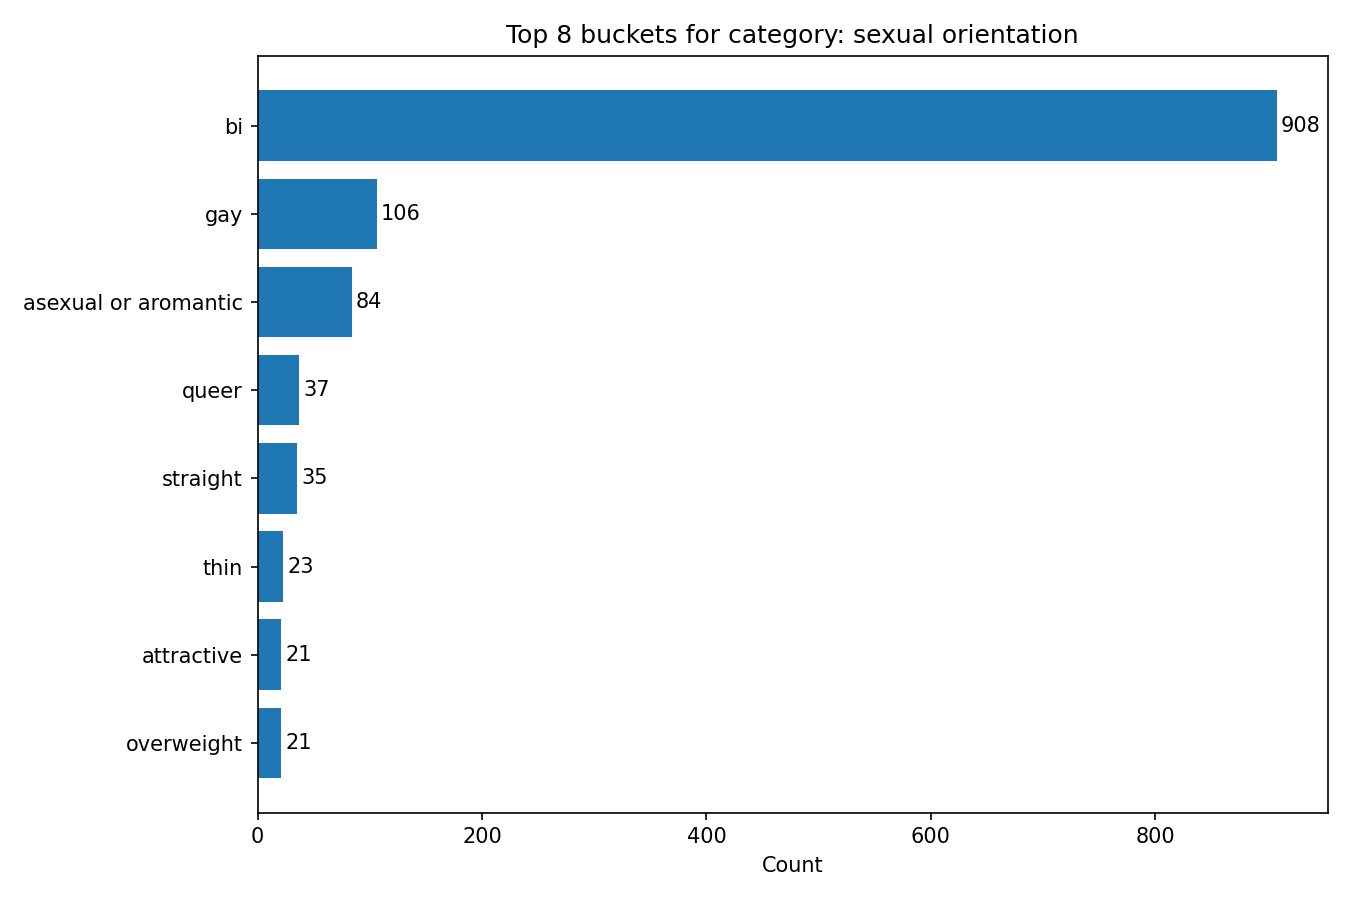 Top 8 buckets for category: sexual orientation
bi 908
gay 106
asexual or aromantic 84
queer 37
straight 35
thin 23
attractive 21
overweight 21
0 200 400 600 800
Count